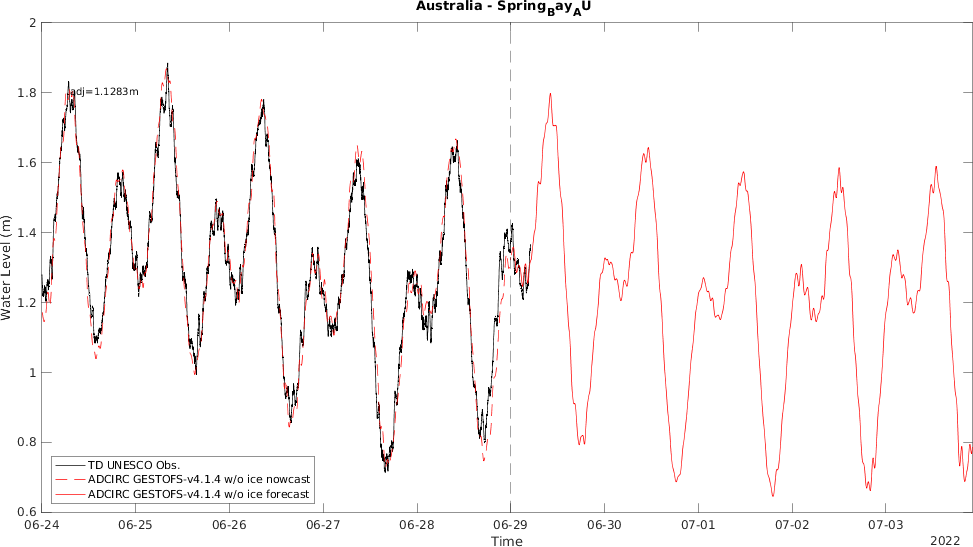 Australia - SpringBayAU
2
1.8
1.6
1.4
1.2
1
0.8
0.6
adj=1.1283m
Water Level (m)
TD UNESCO Obs.
ADCIRC GESTOFS-v4.1.4 w/o ice nowcast
ADCIRC GESTOFS-v4.1.4 w/o ice forecast
06-24 06-25 06-26 06-27 06-28 06-29 06-30 07-01 07-02 07-03
Time
2022